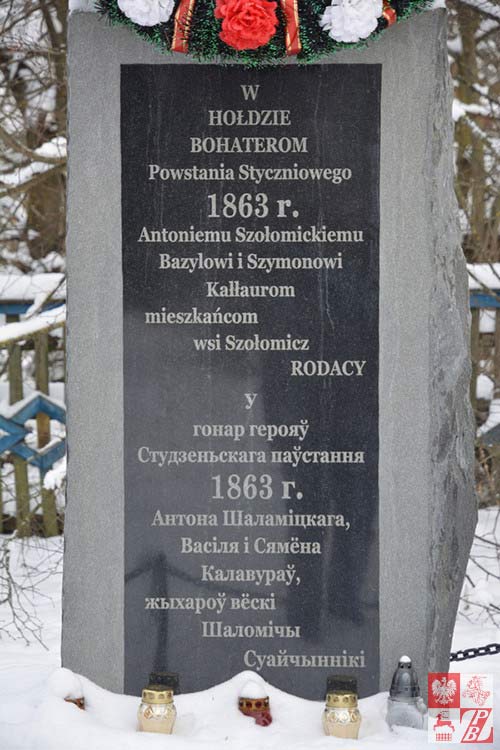 W
HOŁDZIE
BOHATEROM
Powstania Styczniowego
1863 r.
Antoniemu Szołomickiemu
Bazylowi i Szymonowi
Kałłaurom
mieszkańcom
wsi Szołomicz
RODACY
У
гонар герояў
Студзеньскага паўстання
1863 г.
Антона Шаламіцкага,
Васіля і Сямёна
Калавураў,
жыхароў вёскі
Шаломічы
Суайчыннікі